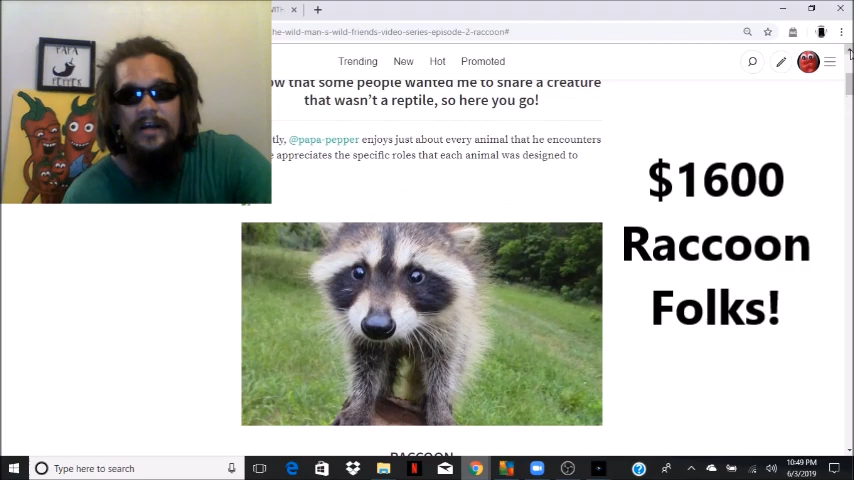 he-wild-man-s-wild-friends-video-series-episode-2-raccoon#
PAPA
PEPPER
Trending New Hot Promoted
ow that some people wanted me to share a creature
that wasn't a reptile, so here you go!
tly, @papa-pepper enjoys just about every animal that he encounters
e appreciates the specific roles that each animal was designed to
$1600
Raccoon
Folks!
RACCOON
Type here to search
10:49 PM
6/3/2019